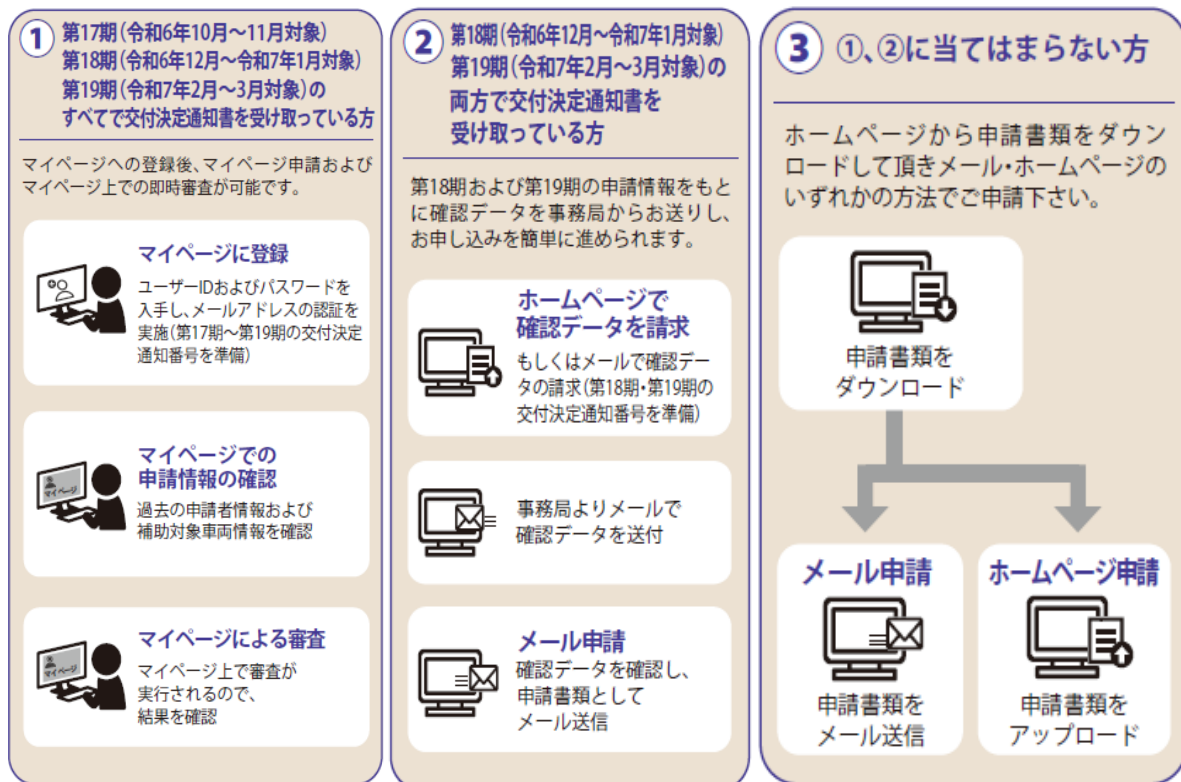 1
第17期(令和6年10月～11月対象)
第18期(令和6年12月～令和7年1月対象)
第19期(令和7年2月～3月対象)の
すべてで交付決定通知書を受け取っている方
マイページへの登録後、マイページ申請および
マイページ上での即時審査が可能です。
マイページに登録
ユーザーIDおよびパスワードを
入手し、メールアドレスの認証を
実施(第17期～第19期の交付決定
通知番号を準備)
マイページでの
申請情報の確認
マイページ
過去の申請者情報および
補助対象車両情報を確認
マイページによる審査
マイページ
マイページ上で審査が
実行されるので、
結果を確認
2
第18期(令和6年12月～令和7年1月対象)
第19期(令和7年2月～3月対象)の
両方で交付決定通知書を
受け取っている方
第18期および第19期の申請情報をもと
に確認データを事務局からお送りし、
お申し込みを簡単に進められます。
ホームページで
確認データを請求
もしくはメールで確認デー
タの請求(第18期・第19期の
交付決定通知番号を準備)
事務局よりメールで
確認データを送付
メール申請
確認データを確認し、
申請書類として
メール送信
3
①、②に当てはまらない方
ホームページから申請書類をダウン
ロードして頂きメール・ホームページの
いずれかの方法でご申請下さい。
申請書類を
ダウンロード
メール申請
申請書類を
メール送信
ホームページ申請
申請書類を
アップロード